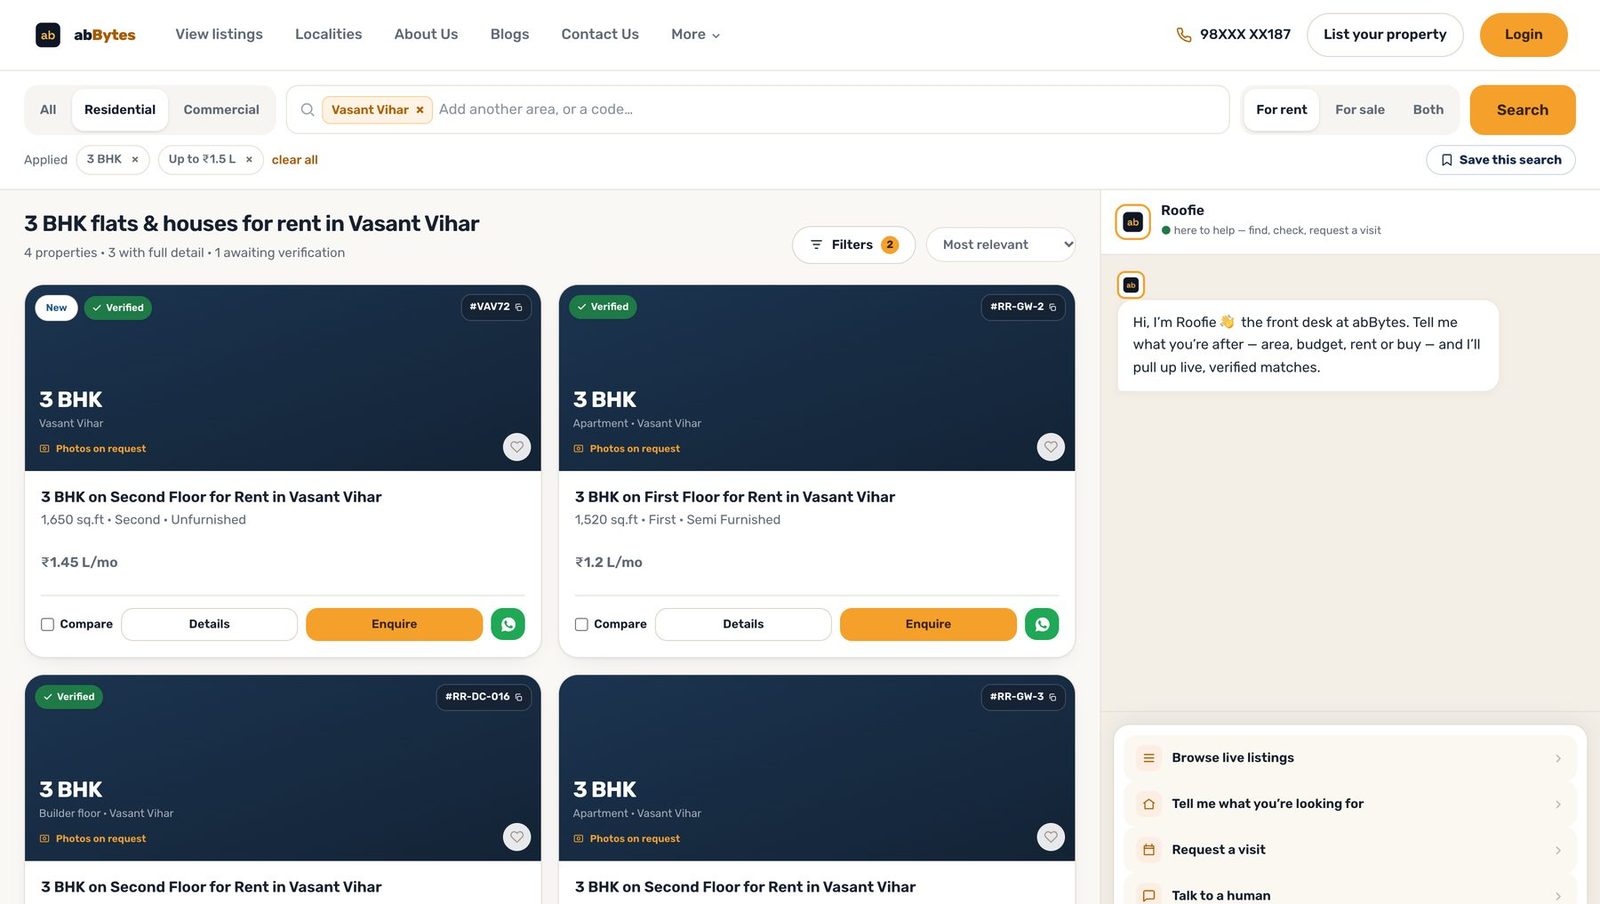 ab abBytes View listings Localities About Us Blogs Contact Us More 98XXX XX187 List your property Login
All Residential Commercial Vasant Vihar × Add another area, or a code... For rent For sale Both Search
Applied 3 BHK × Up to ₹1.5 L × clear all Save this search
3 BHK flats & houses for rent in Vasant Vihar
4 properties • 3 with full detail • 1 awaiting verification
Filters 2 Most relevant
New ✓ Verified #VAV72
3 BHK
Vasant Vihar
Photos on request
3 BHK on Second Floor for Rent in Vasant Vihar
1,650 sq.ft • Second • Unfurnished
₹1.45 L/mo
Compare Details Enquire
✓ Verified #RR-GW-2
3 BHK
Apartment • Vasant Vihar
Photos on request
3 BHK on First Floor for Rent in Vasant Vihar
1,520 sq.ft • First • Semi Furnished
₹1.2 L/mo
Compare Details Enquire
✓ Verified #RR-DC-016
3 BHK
Builder floor • Vasant Vihar
Photos on request
3 BHK on Second Floor for Rent in Vasant Vihar
#RR-GW-3
3 BHK
Apartment • Vasant Vihar
Photos on request
3 BHK on Second Floor for Rent in Vasant Vihar
ab Roofie
here to help — find, check, request a visit
ab
Hi, I'm Roofie 👋 the front desk at abBytes. Tell me
what you're after — area, budget, rent or buy — and I'll
pull up live, verified matches.
Browse live listings
Tell me what you're looking for
Request a visit
Talk to a human